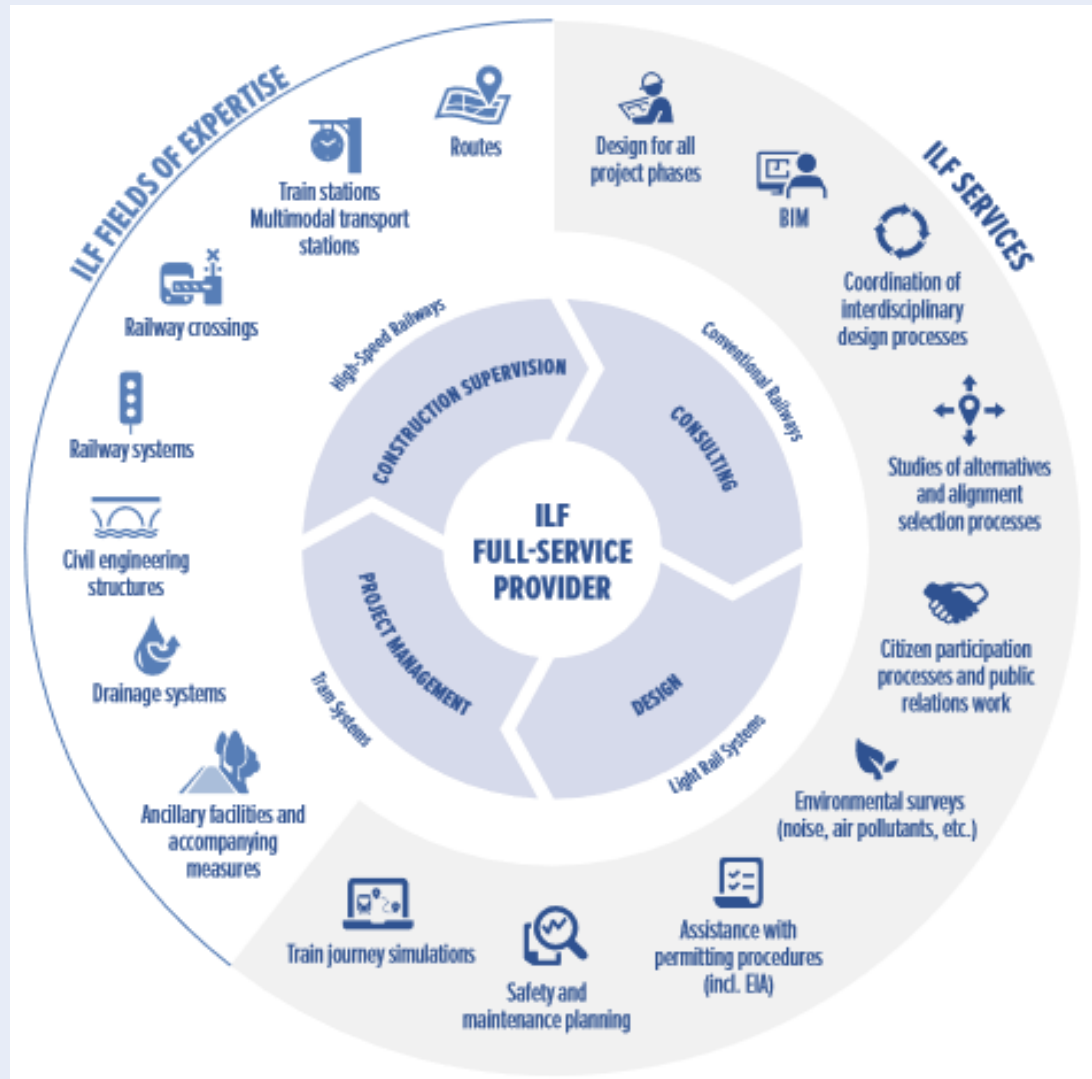 ILF FIELDS OF EXPERTISE
Routes
Train stations
Multimodal transport
stations
Railway crossings
Railway systems
Civil engineering
structures
Drainage systems
Ancillary facilities and
accompanying
measures
ILF SERVICES
Design for all
project phases
BIM
Coordination of
interdisciplinary
design processes
Studies of alternatives
and alignment
selection processes
Citizen participation
processes and public
relations work
Environmental surveys
(noise, air pollutants, etc.)
Assistance with
permitting procedures
(incl. EIA)
Safety and
maintenance planning
Train journey simulations
High-Speed Railways
Conventional Railways
Light Rail Systems
Tram Systems
CONSTRUCTION SUPERVISION
CONSULTING
DESIGN
PROJECT MANAGEMENT
ILF
FULL-SERVICE
PROVIDER